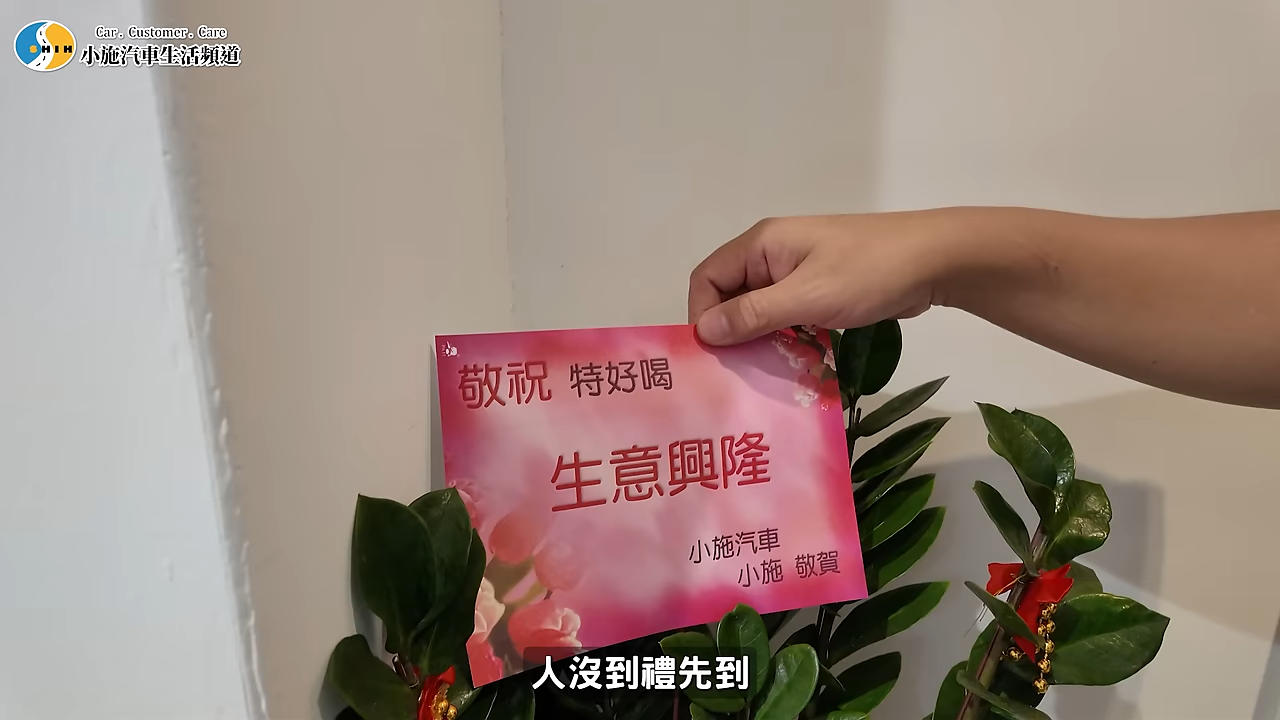 Car. Customer. Care
SHIH
小施汽車生活頻道
敬祝 特好喝
生意興隆
小施汽車
小施 敬賀
人沒到禮先到